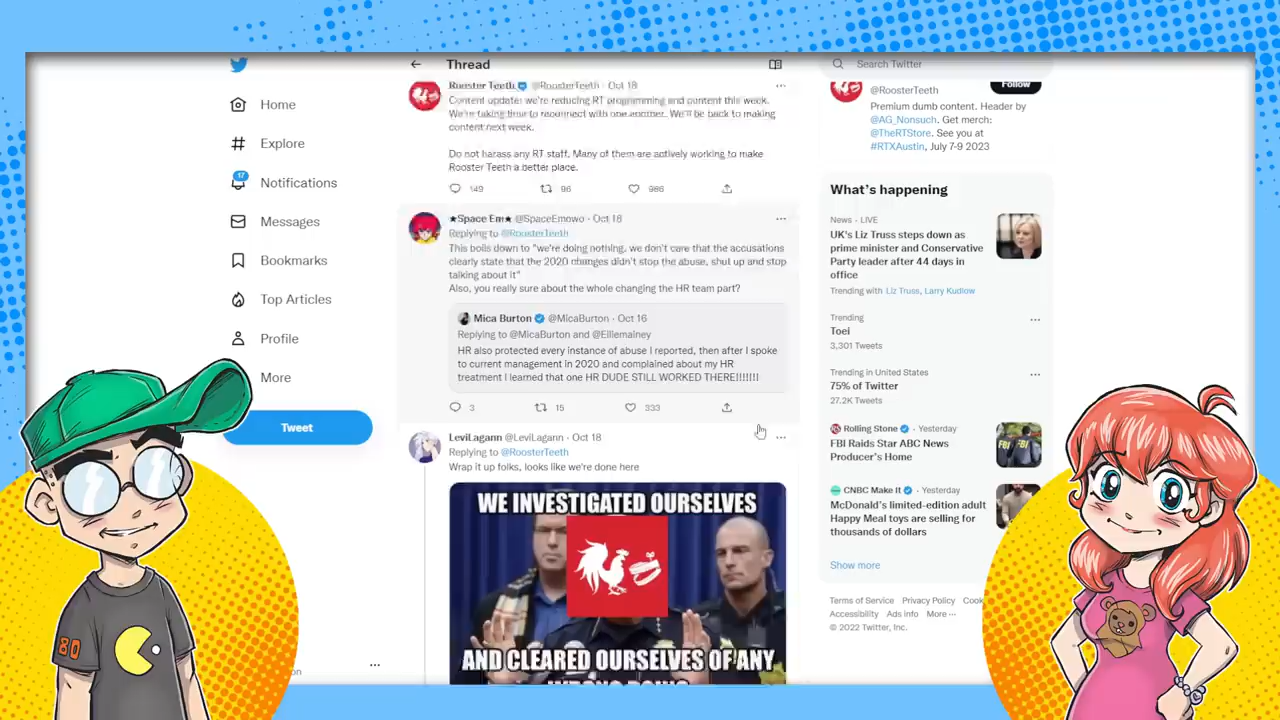 Home
Explore
17
Notifications
Messages
Bookmarks
Top Articles
Profile
More
Tweet
Thread
Rooster Teeth @RoosterTeeth · Oct 18
Content update: we're reducing RT programming and content this week.
We're taking time to reconnect with one another. We'll be back to making
content next week.
Do not harass any RT staff. Many of them are actively working to make
Rooster Teeth a better place.
149 96 986
★Space Em★ @SpaceEmowo · Oct 18
Replying to @RoosterTeeth
This boils down to "we're doing nothing, we don't care that the accusations
clearly state that the 2020 changes didn't stop the abuse, shut up and stop
talking about it"
Also, you really sure about the whole changing the HR team part?
Mica Burton @MicaBurton · Oct 16
Replying to @MicaBurton and @Elliemainey
HR also protected every instance of abuse I reported, then after I spoke
to current management in 2020 and complained about my HR
treatment I learned that one HR DUDE STILL WORKED THERE!!!!!!!
3 15 333
LeviLagann @LeviLagann · Oct 18
Replying to @RoosterTeeth
Wrap it up folks, looks like we're done here
WE INVESTIGATED OURSELVES
AND CLEARED OURSELVES OF ANY
Search Twitter
@RoosterTeeth
Follow
Premium dumb content. Header by
@AG_Nonsuch. Get merch:
@TheRTStore. See you at
#RTXAustin, July 7-9 2023
What's happening
News · LIVE
UK's Liz Truss steps down as
prime minister and Conservative
Party leader after 44 days in
office
Trending with Liz Truss, Larry Kudlow
Trending
Toei
3,301 Tweets
Trending in United States
75% of Twitter
27.2K Tweets
Rolling Stone · Yesterday
FBI Raids Star ABC News
Producer's Home
FBI
CNBC Make It · Yesterday
McDonald's limited-edition adult
Happy Meal toys are selling for
thousands of dollars
Show more
Terms of Service Privacy Policy Cook
Accessibility Ads info More ···
© 2022 Twitter, Inc.
80